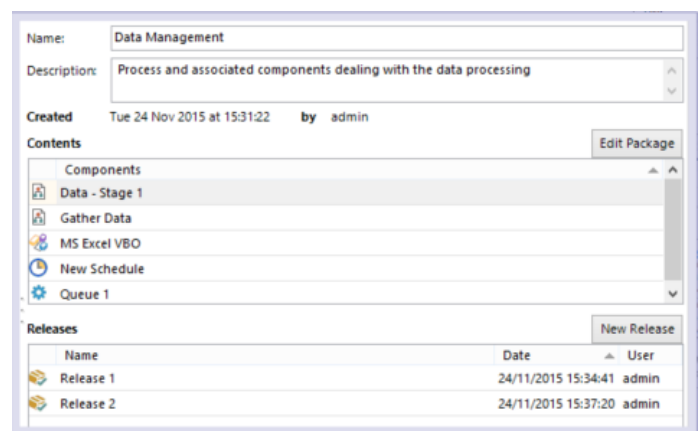 Name: Data Management
Description: Process and associated components dealing with the data processing
Created Tue 24 Nov 2015 at 15:31:22 by admin
Contents Edit Package
Components
Data - Stage 1
Gather Data
MS Excel VBO
New Schedule
Queue 1
Releases New Release
Name Date User
Release 1 24/11/2015 15:34:41 admin
Release 2 24/11/2015 15:37:20 admin